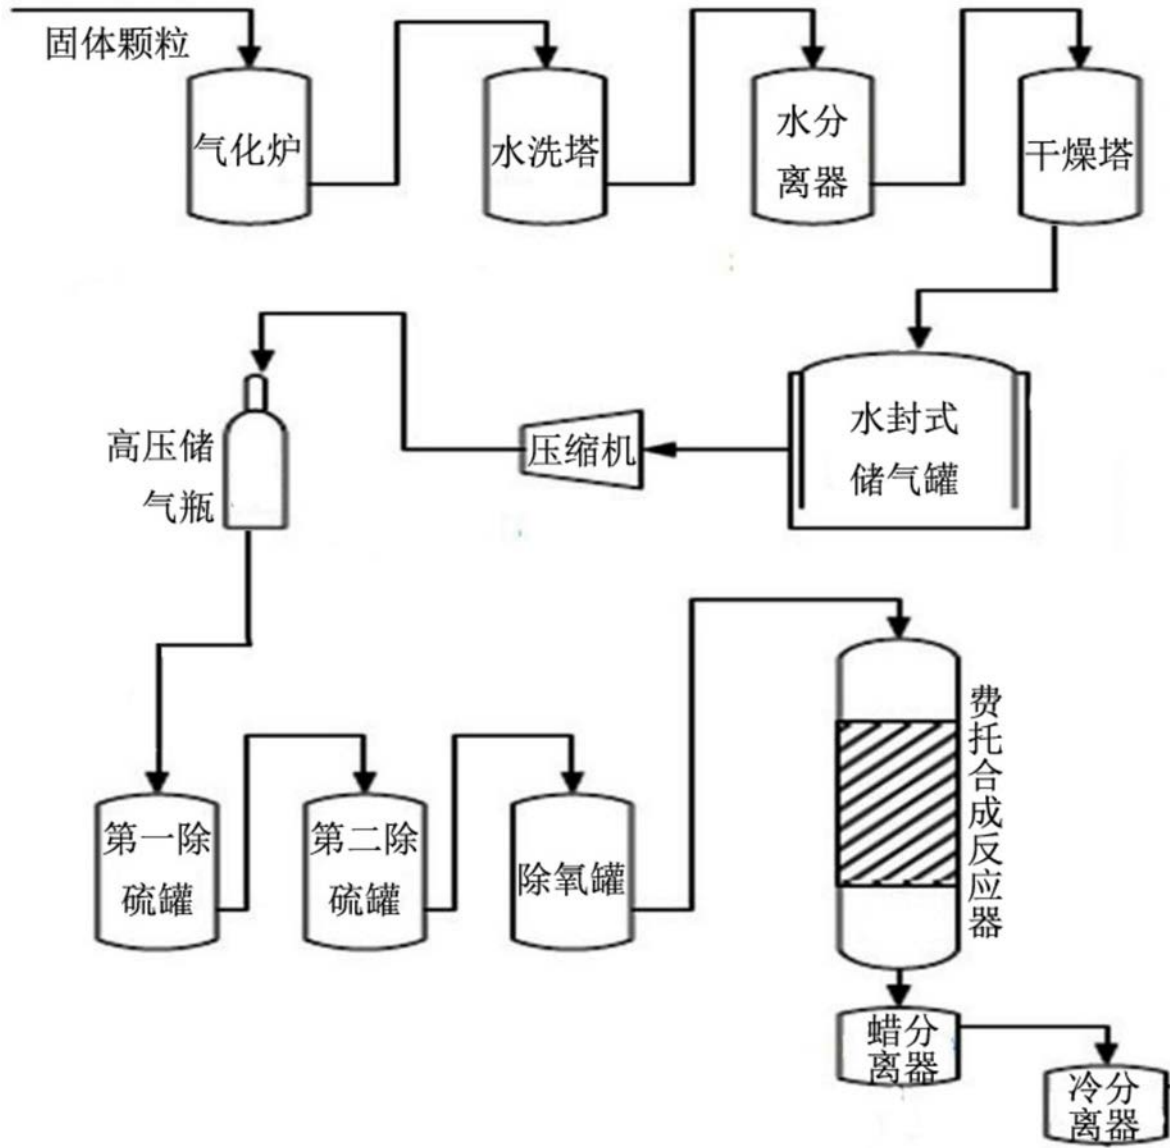 固体颗粒
气化炉
水洗塔
水分
离器
干燥塔
水封式
储气罐
压缩机
高压储
气瓶
第一除
硫罐
第二除
硫罐
除氧罐
费托合成反应器
蜡分
离器
冷分
离器